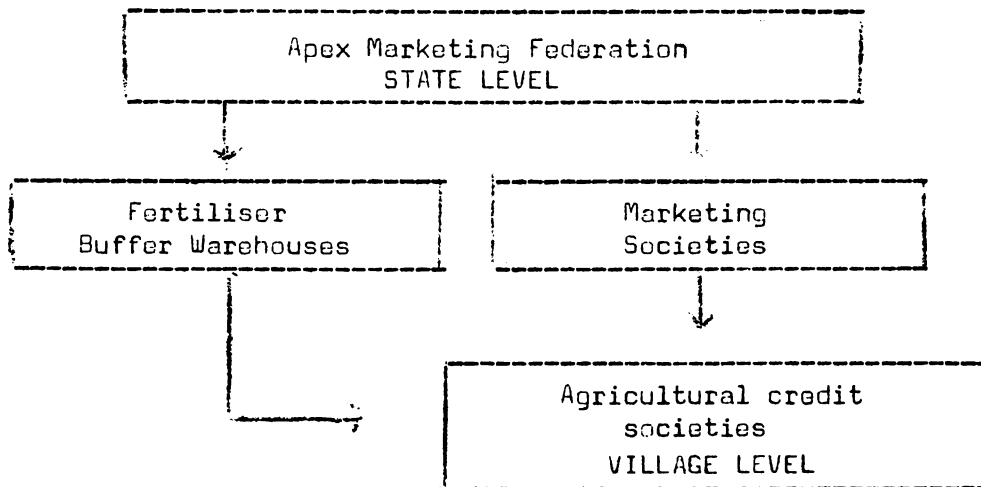 Apex Marketing Federation
STATE LEVEL
Fertiliser
Buffer Warehouses
Marketing
Societies
Agricultural credit
societies
VILLAGE LEVEL